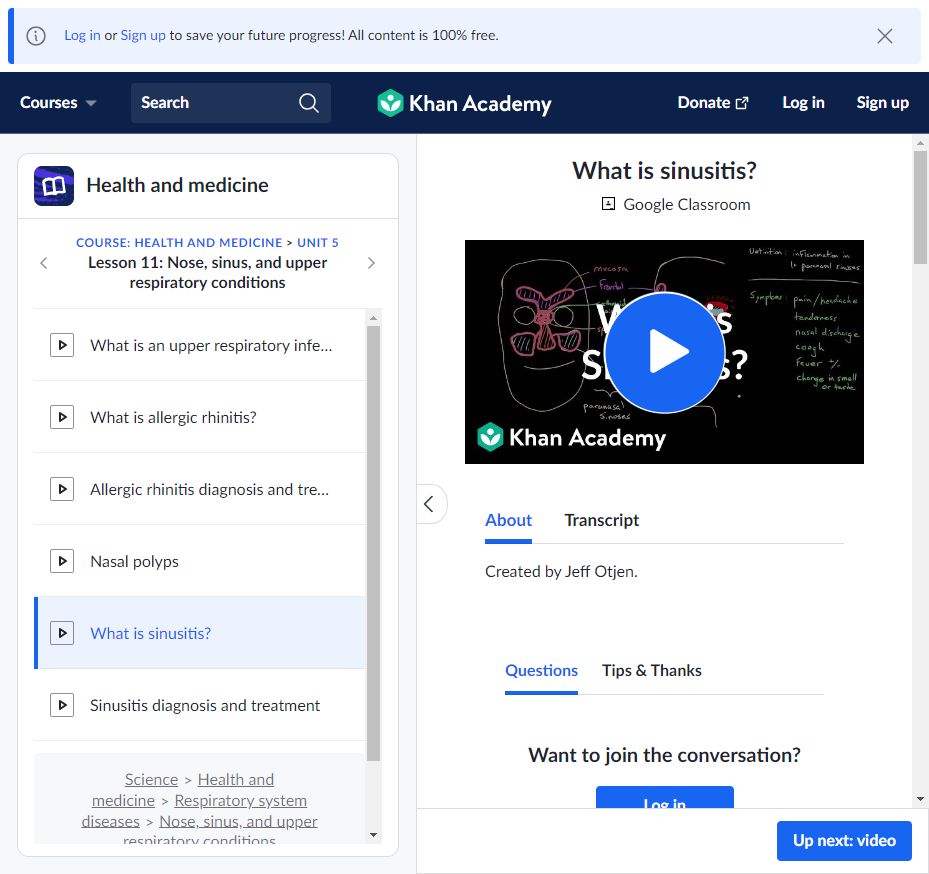 Log in or Sign up to save your future progress! All content is 100% free.
Courses
Search
Khan Academy
Donate
Log in
Sign up
Health and medicine
COURSE: HEALTH AND MEDICINE > UNIT 5
Lesson 11: Nose, sinus, and upper
respiratory conditions
What is an upper respiratory infe...
What is allergic rhinitis?
Allergic rhinitis diagnosis and tre...
Nasal polyps
What is sinusitis?
Sinusitis diagnosis and treatment
Science > Health and
medicine > Respiratory system
diseases > Nose, sinus, and upper
respiratory conditions
What is sinusitis?
Google Classroom
mucosa
Frontal
Definition: inflammation in
paranasal sinuses
Symptoms: pain/headache
tenderness
nasal discharge
cough
Fever +/-
change in smell
or taste
paranasal
sinuses
Khan Academy
About
Transcript
Created by Jeff Otjen.
Questions
Tips & Thanks
Want to join the conversation?
Log in
Up next: video